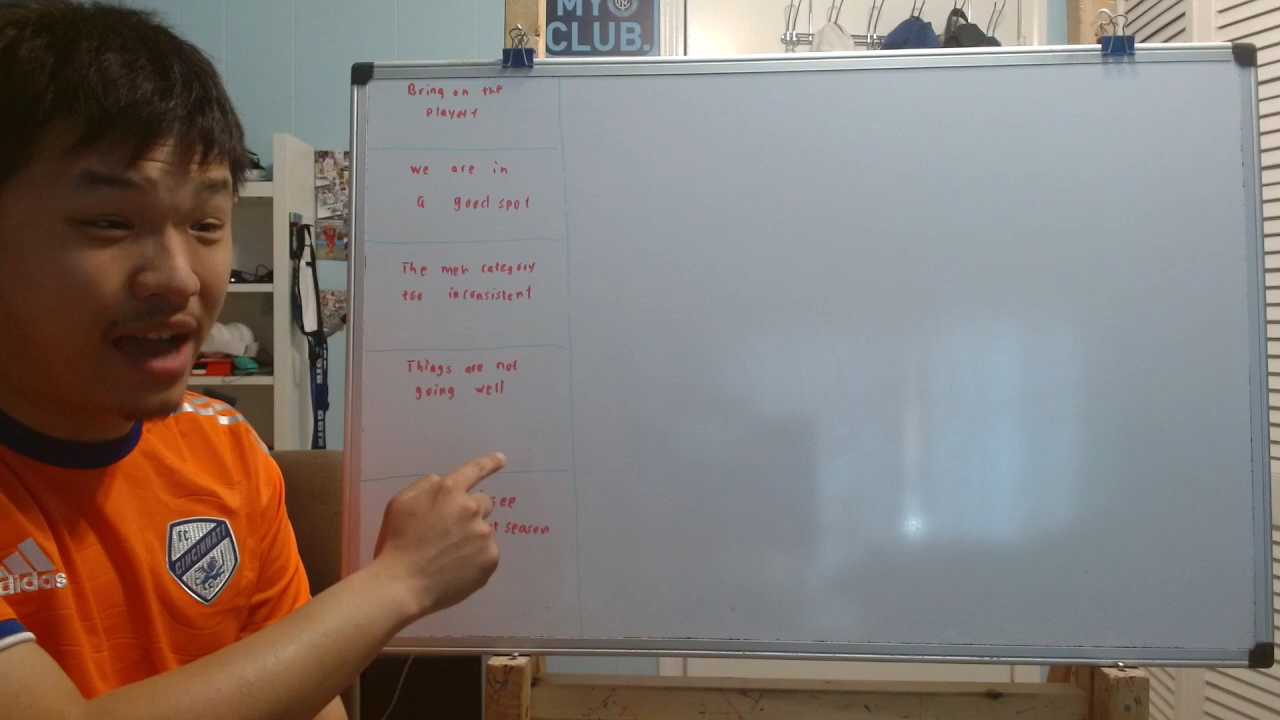 MY
CLUB.
Bring on the
playoff
we are in
a good spot
The meh category
too inconsistent
Things are not
going well
see
season
FC
CINCINNATI
adidas